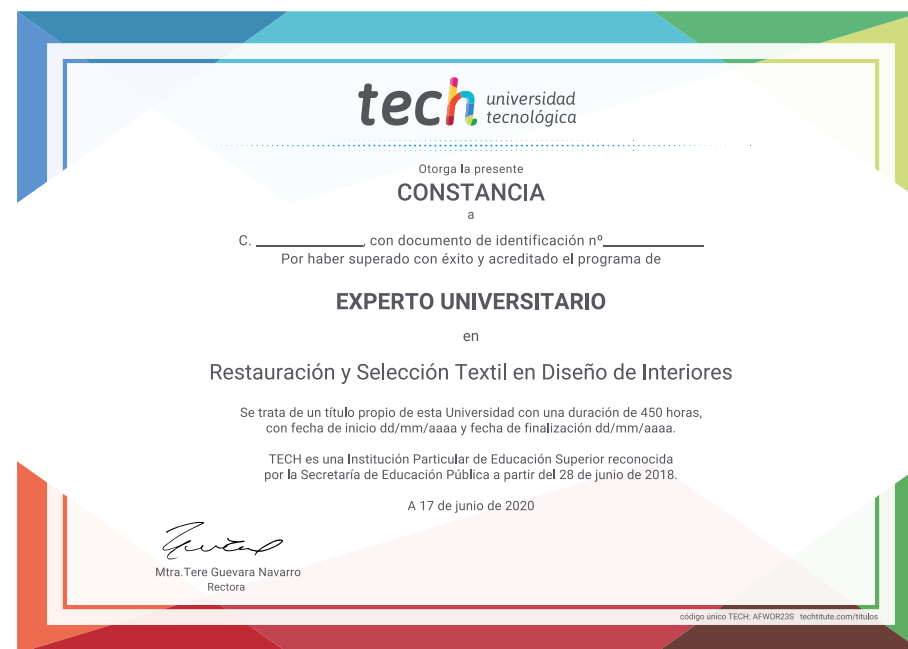 tech universidad
tecnológica
Otorga la presente
CONSTANCIA
a
C. ______________, con documento de identificación nº_____________
Por haber superado con éxito y acreditado el programa de
EXPERTO UNIVERSITARIO
en
Restauración y Selección Textil en Diseño de Interiores
Se trata de un título propio de esta Universidad con una duración de 450 horas,
con fecha de inicio dd/mm/aaaa y fecha de finalización dd/mm/aaaa.
TECH es una Institución Particular de Educación Superior reconocida
por la Secretaría de Educación Pública a partir del 28 de junio de 2018.
A 17 de junio de 2020
Mtra.Tere Guevara Navarro
Rectora
código único TECH: AFWOR23S techtitute.com/titulos